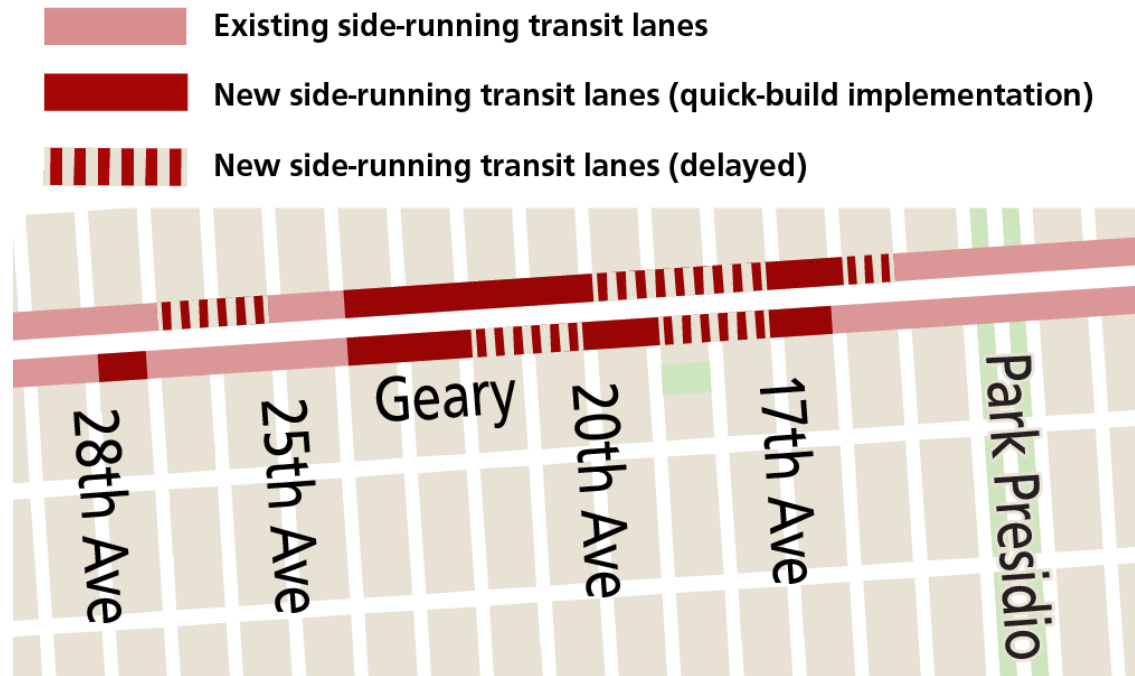 Existing side-running transit lanes
New side-running transit lanes (quick-build implementation)
New side-running transit lanes (delayed)
Geary
28th Ave
25th Ave
20th Ave
17th Ave
Park Presidio